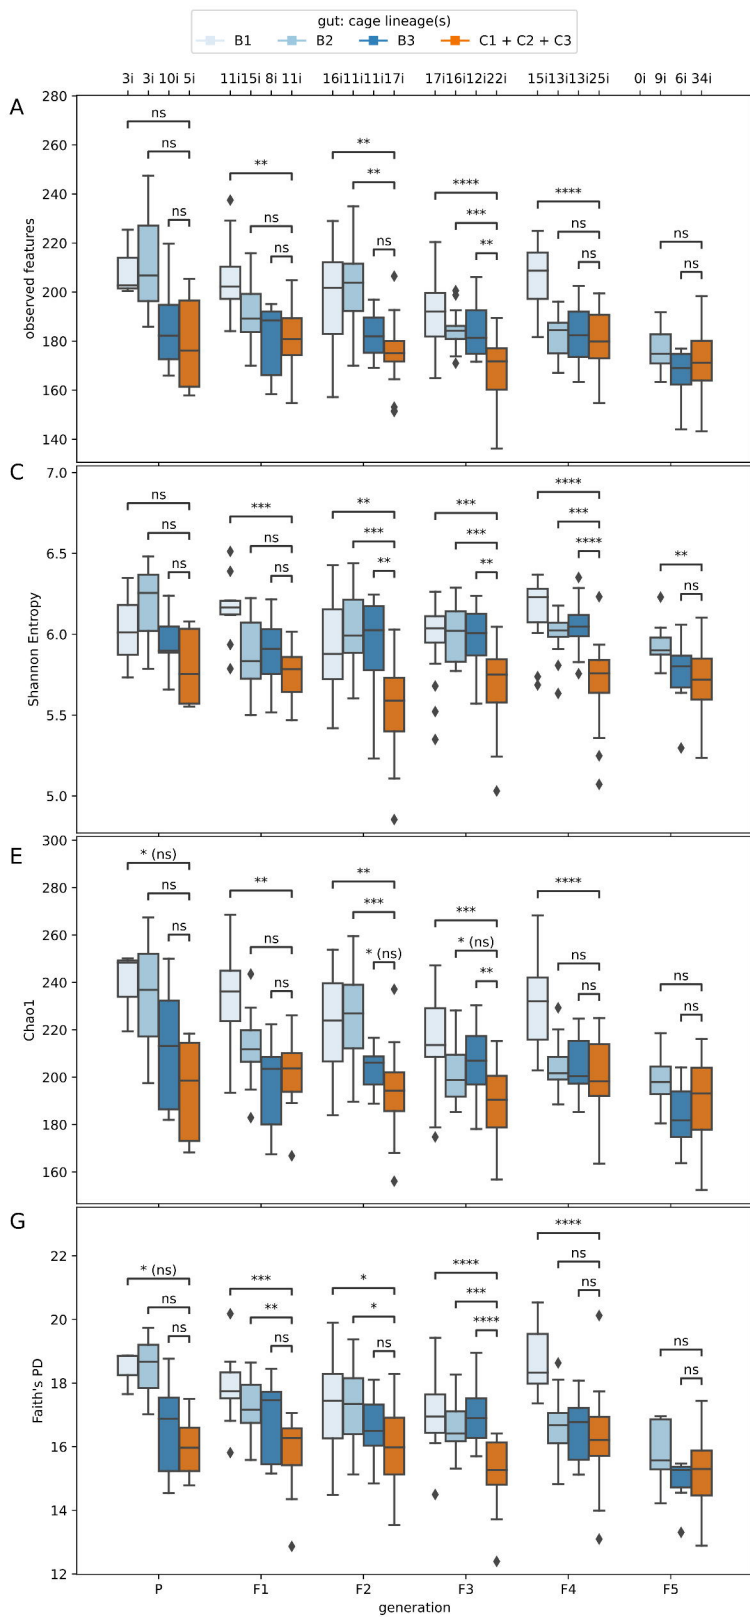 gut: cage lineage(s)
B1 B2 B3 C1 + C2 + C3
3i 3i 10i 5i 11i 15i 8i 11i 16i 11i 11i 17i 17i 16i 12i 22i 15i 13i 13i 25i 0i 9i 6i 34i
A
280
260
240
220
200
180
160
140
observed features
ns ns ns
** ns ns
** ** ns
**** *** **
**** ns ns
ns ns
C
7.0
6.5
6.0
5.5
5.0
Shannon Entropy
ns ns ns
*** ns ns
** *** **
*** *** **
**** *** ****
** ns
E
300
280
260
240
220
200
180
160
Chao1
* (ns) ns ns
** ns ns
** *** * (ns)
*** * (ns) **
**** ns ns
ns ns
G
22
20
18
16
14
12
Faith's PD
* (ns) ns ns
*** ** ns
* * ns
**** *** ****
**** ns ns
ns ns
P F1 F2 F3 F4 F5
generation